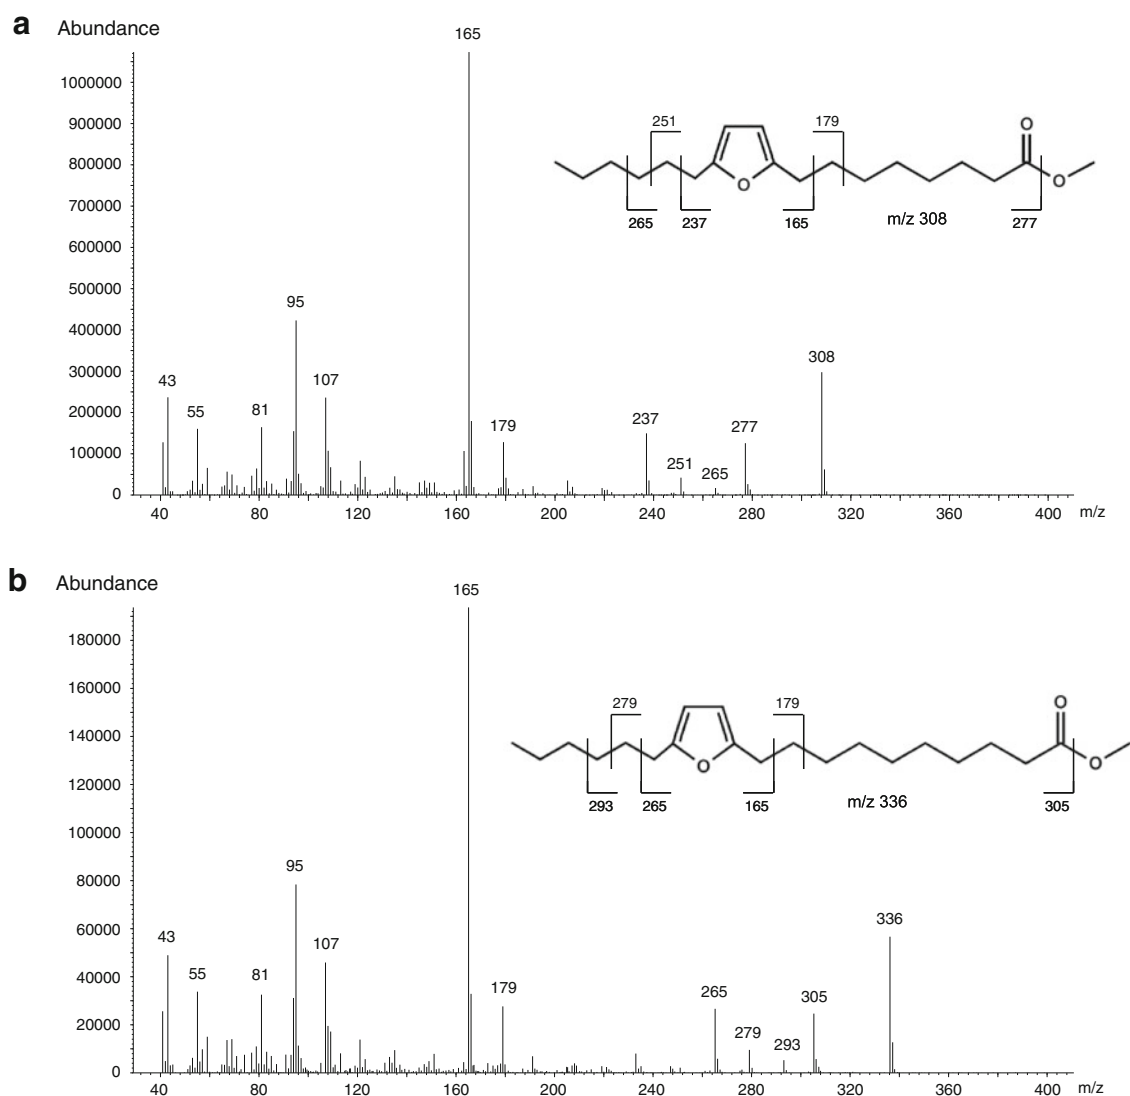 a Abundance
165
1000000
900000
O
251 179
800000
O
O
700000
265 237 165 m/z 308 277
600000
500000
95
400000
308
43 107
300000
55 81
200000
179 237 277
100000
251 265
0
40 80 120 160 200 240 280 320 360 400 m/z
b Abundance
165
180000
160000
O
279 179
140000
O
O
120000
293 265 165 m/z 336 305
100000
95
80000
336
60000
43 107
55 81
40000
179 265 305
20000
279 293
0
40 80 120 160 200 240 280 320 360 400 m/z